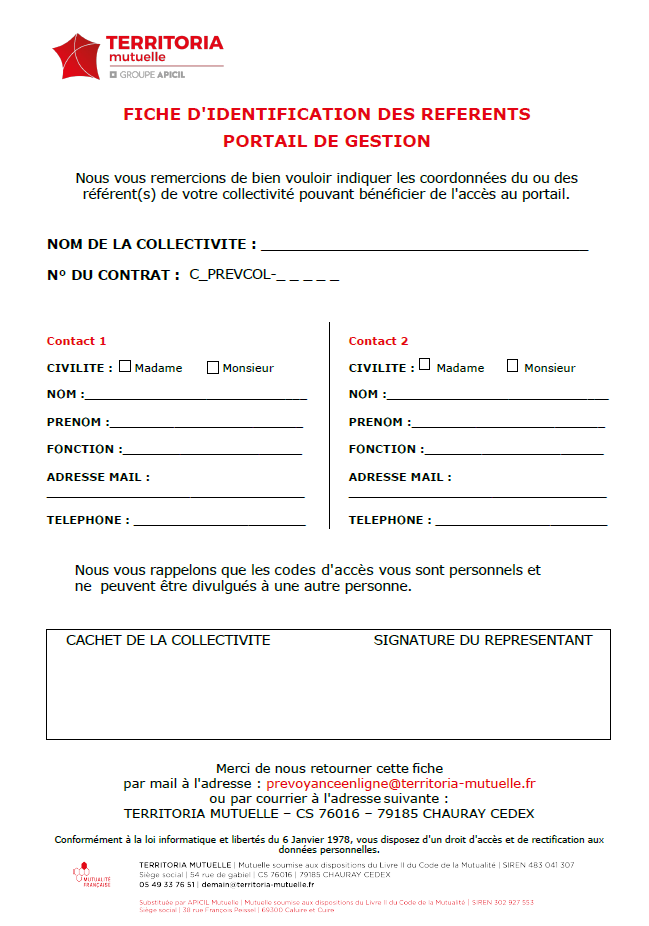 TERRITORIA
mutuelle
GROUPE APICIL
FICHE D'IDENTIFICATION DES REFERENTS
PORTAIL DE GESTION
Nous vous remercions de bien vouloir indiquer les coordonnées du ou des
référent(s) de votre collectivité pouvant bénéficier de l'accès au portail.
NOM DE LA COLLECTIVITE : ______________________________________
N° DU CONTRAT : C_PREVCOL-_ _ _ _ _
Contact 1
CIVILITE : ☐ Madame ☐ Monsieur
NOM :_______________________________
PRENOM :___________________________
FONCTION :_________________________
ADRESSE MAIL :
____________________________________
TELEPHONE : ________________________
Contact 2
CIVILITE : ☐ Madame ☐ Monsieur
NOM :_______________________________
PRENOM :___________________________
FONCTION :_________________________
ADRESSE MAIL :
____________________________________
TELEPHONE : ________________________
Nous vous rappelons que les codes d'accès vous sont personnels et
ne peuvent être divulgués à une autre personne.
CACHET DE LA COLLECTIVITE SIGNATURE DU REPRESENTANT
Merci de nous retourner cette fiche
par mail à l'adresse : prevoyanceenligne@territoria-mutuelle.fr
ou par courrier à l'adresse suivante :
TERRITORIA MUTUELLE – CS 76016 – 79185 CHAURAY CEDEX
Conformément à la loi informatique et libertés du 6 Janvier 1978, vous disposez d'un droit d'accès et de rectification aux
données personnelles.
MUTUALITÉ
FRANÇAISE
TERRITORIA MUTUELLE | Mutuelle soumise aux dispositions du Livre II du Code de la Mutualité | SIREN 483 041 307
Siège social | 54 rue de gabiel | CS 76016 | 79185 CHAURAY CEDEX
05 49 33 76 51 | demain@territoria-mutuelle.fr
Substituée par APICIL Mutuelle | Mutuelle soumise aux dispositions du Livre II du Code de la Mutualité | SIREN 302 927 553
Siège social | 38 rue François Peissel | 69300 Caluire et Cuire